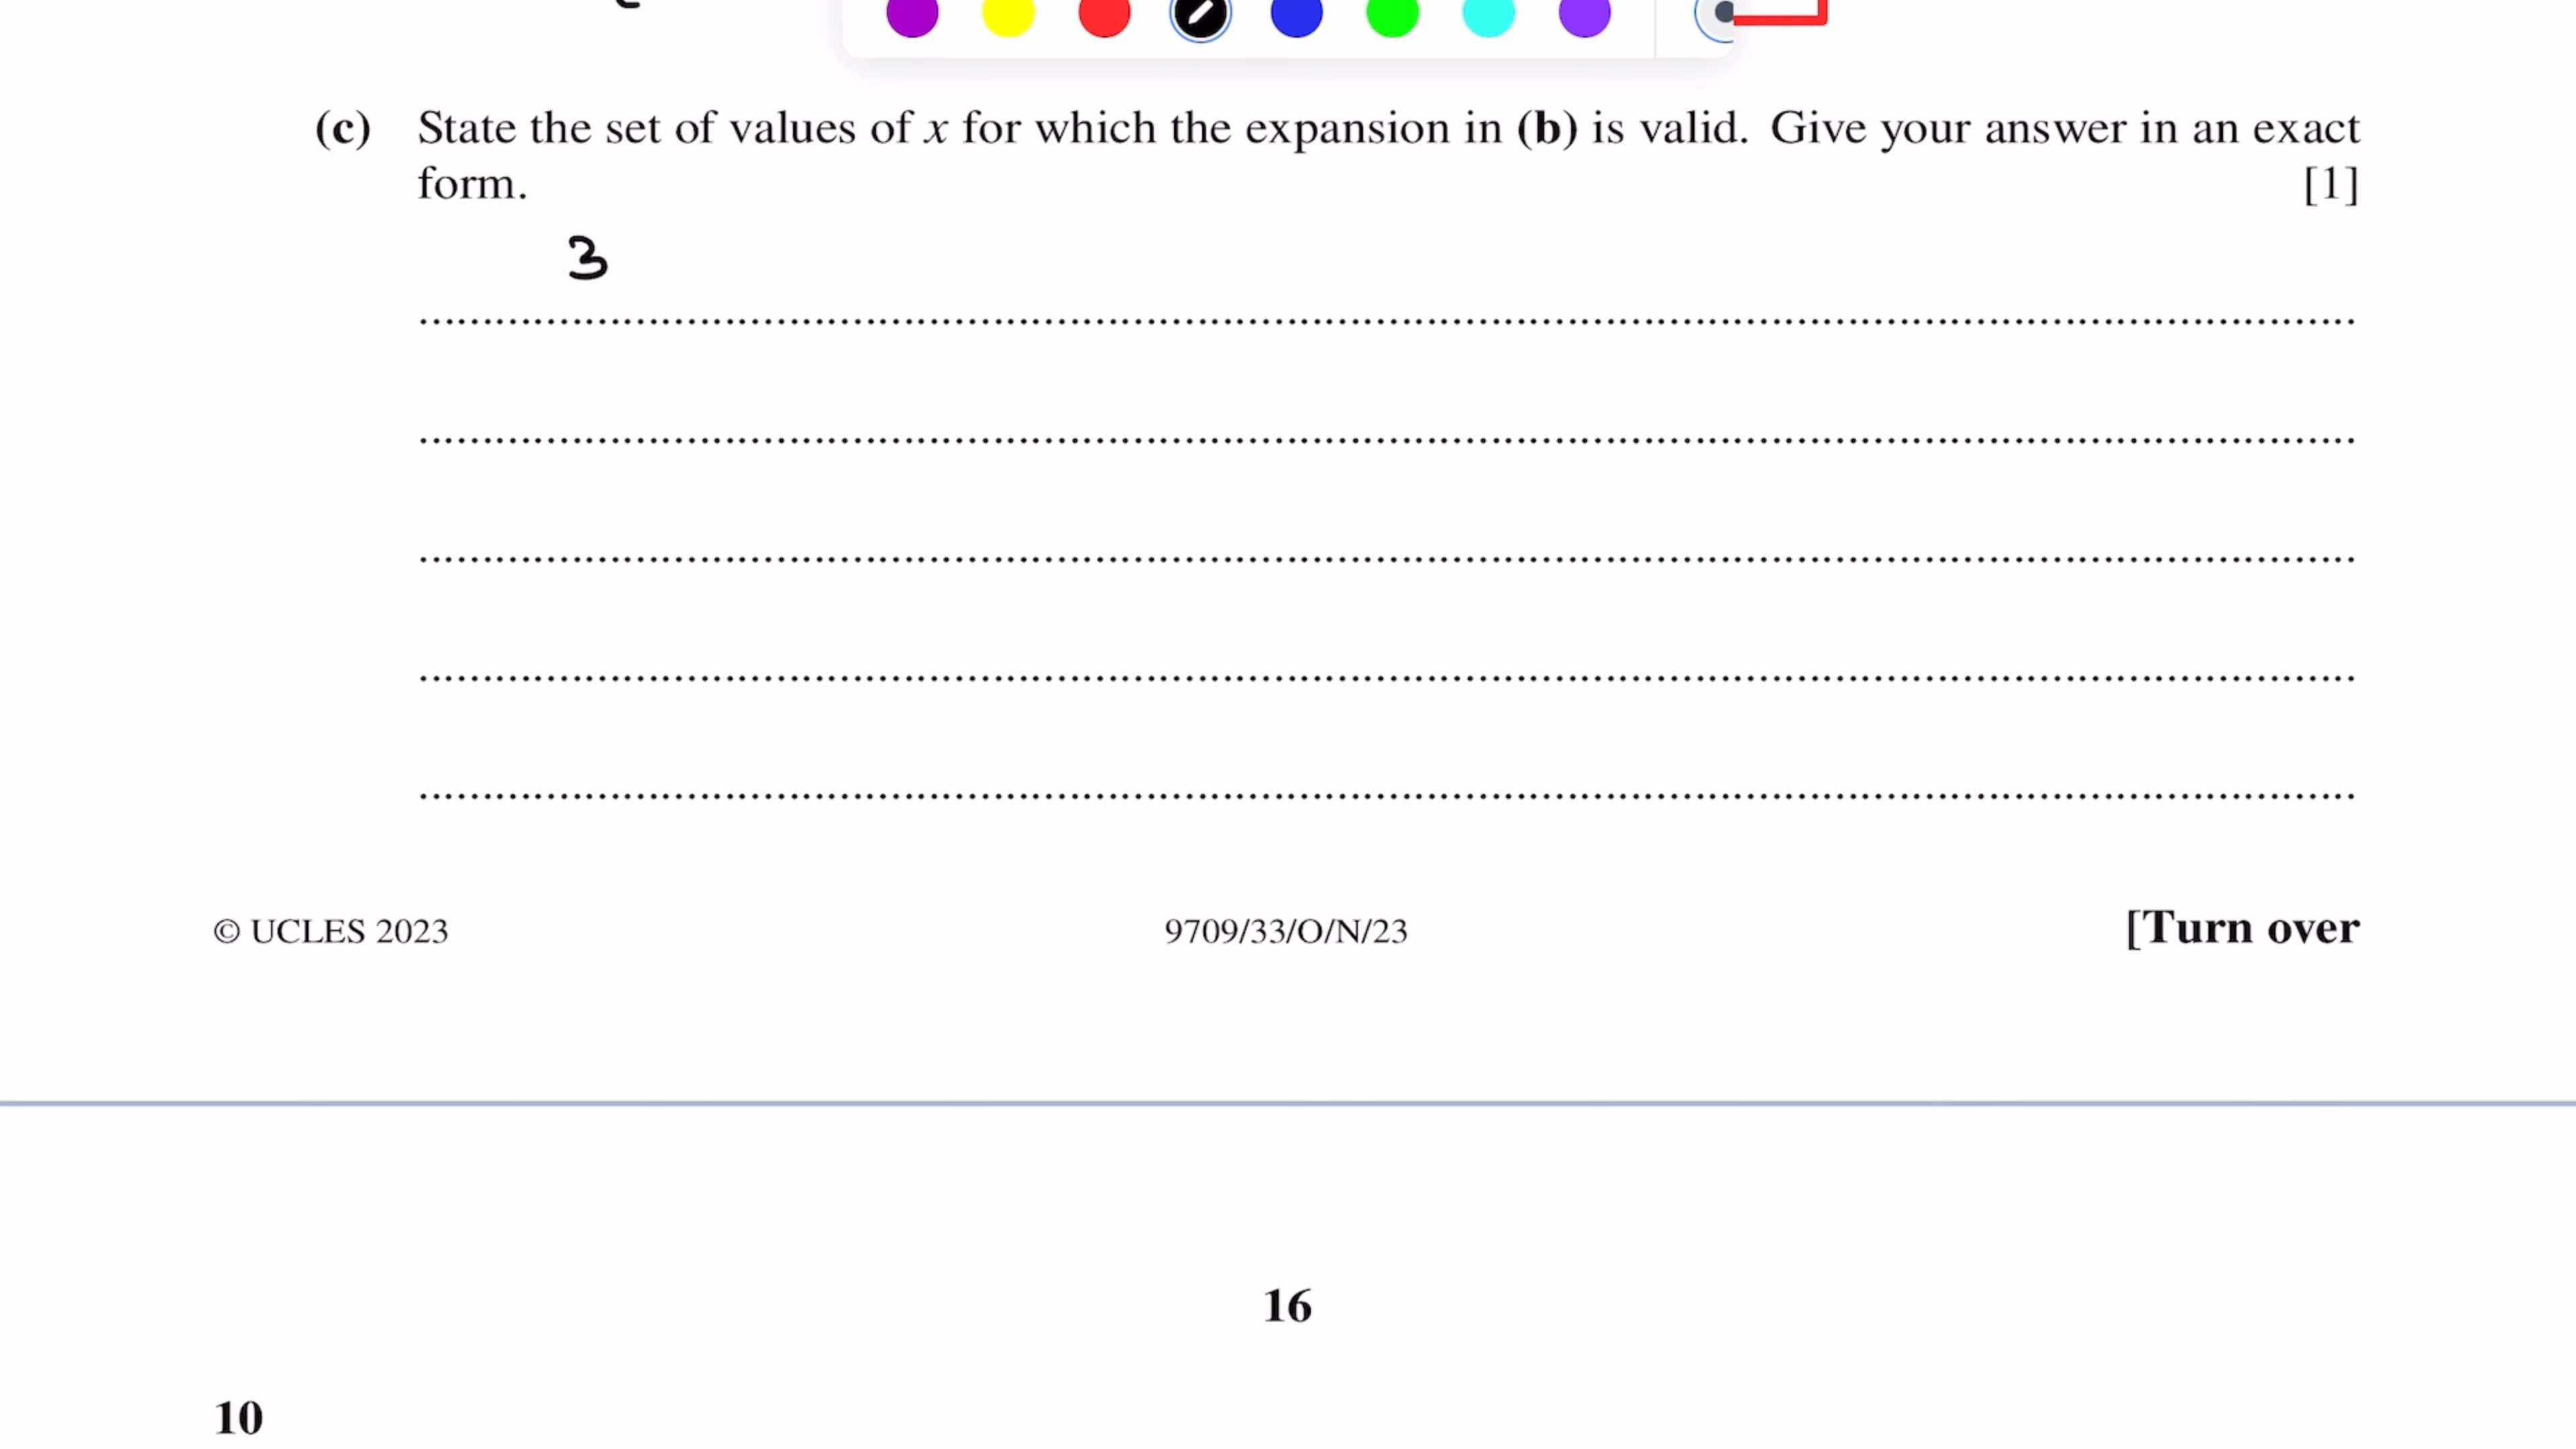 (c) State the set of values of x for which the expansion in (b) is valid. Give your answer in an exact
form. [1]
3
© UCLES 2023 9709/33/O/N/23 [Turn over
16
10